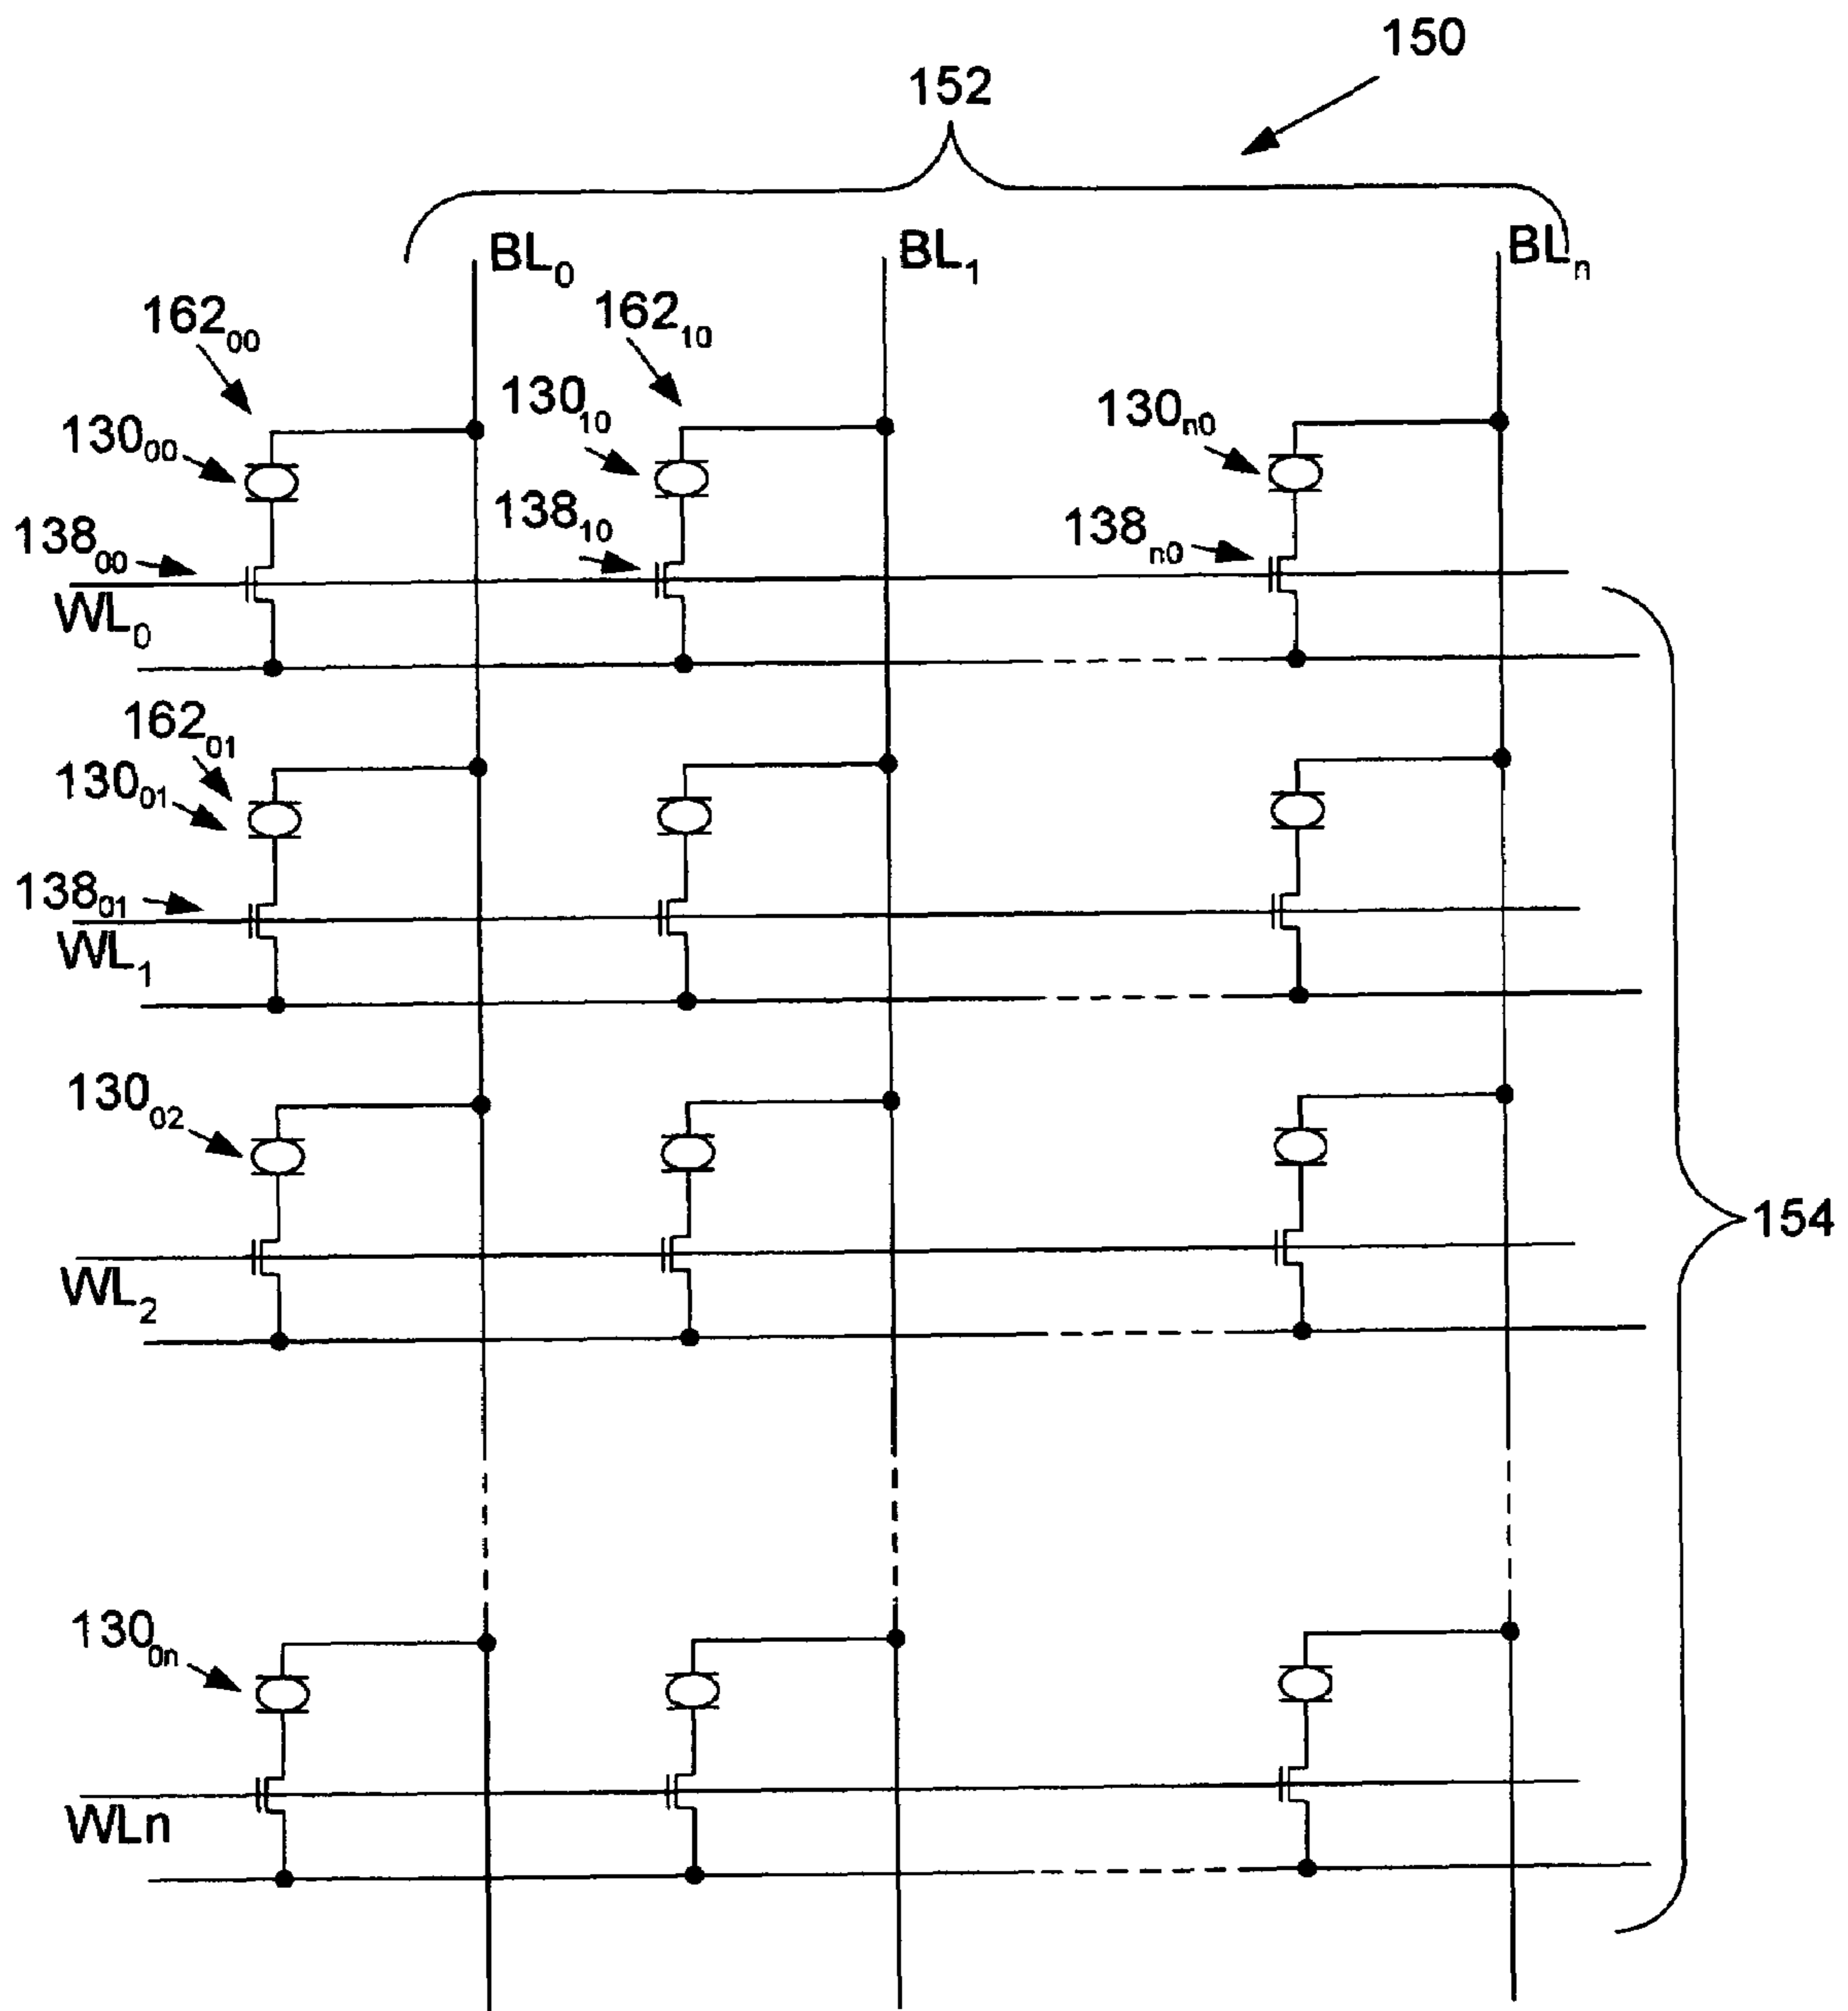 150
152
BL₀ BL₁ BLₙ
162₀₀ 162₁₀
130₀₀ 130₁₀ 130ₙ₀
138₀₀ 138₁₀ 138ₙ₀
WL₀
162₀₁
130₀₁
138₀₁
WL₁
130₀₂
154
WL₂
130₀ₙ
WLn